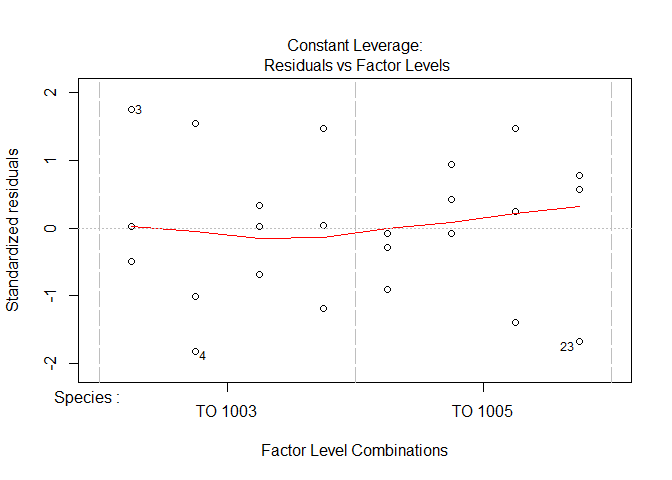 Constant Leverage:
Residuals vs Factor Levels
Standardized residuals
2
1
0
-1
-2
3
4
23
Species :
TO 1003
TO 1005
Factor Level Combinations